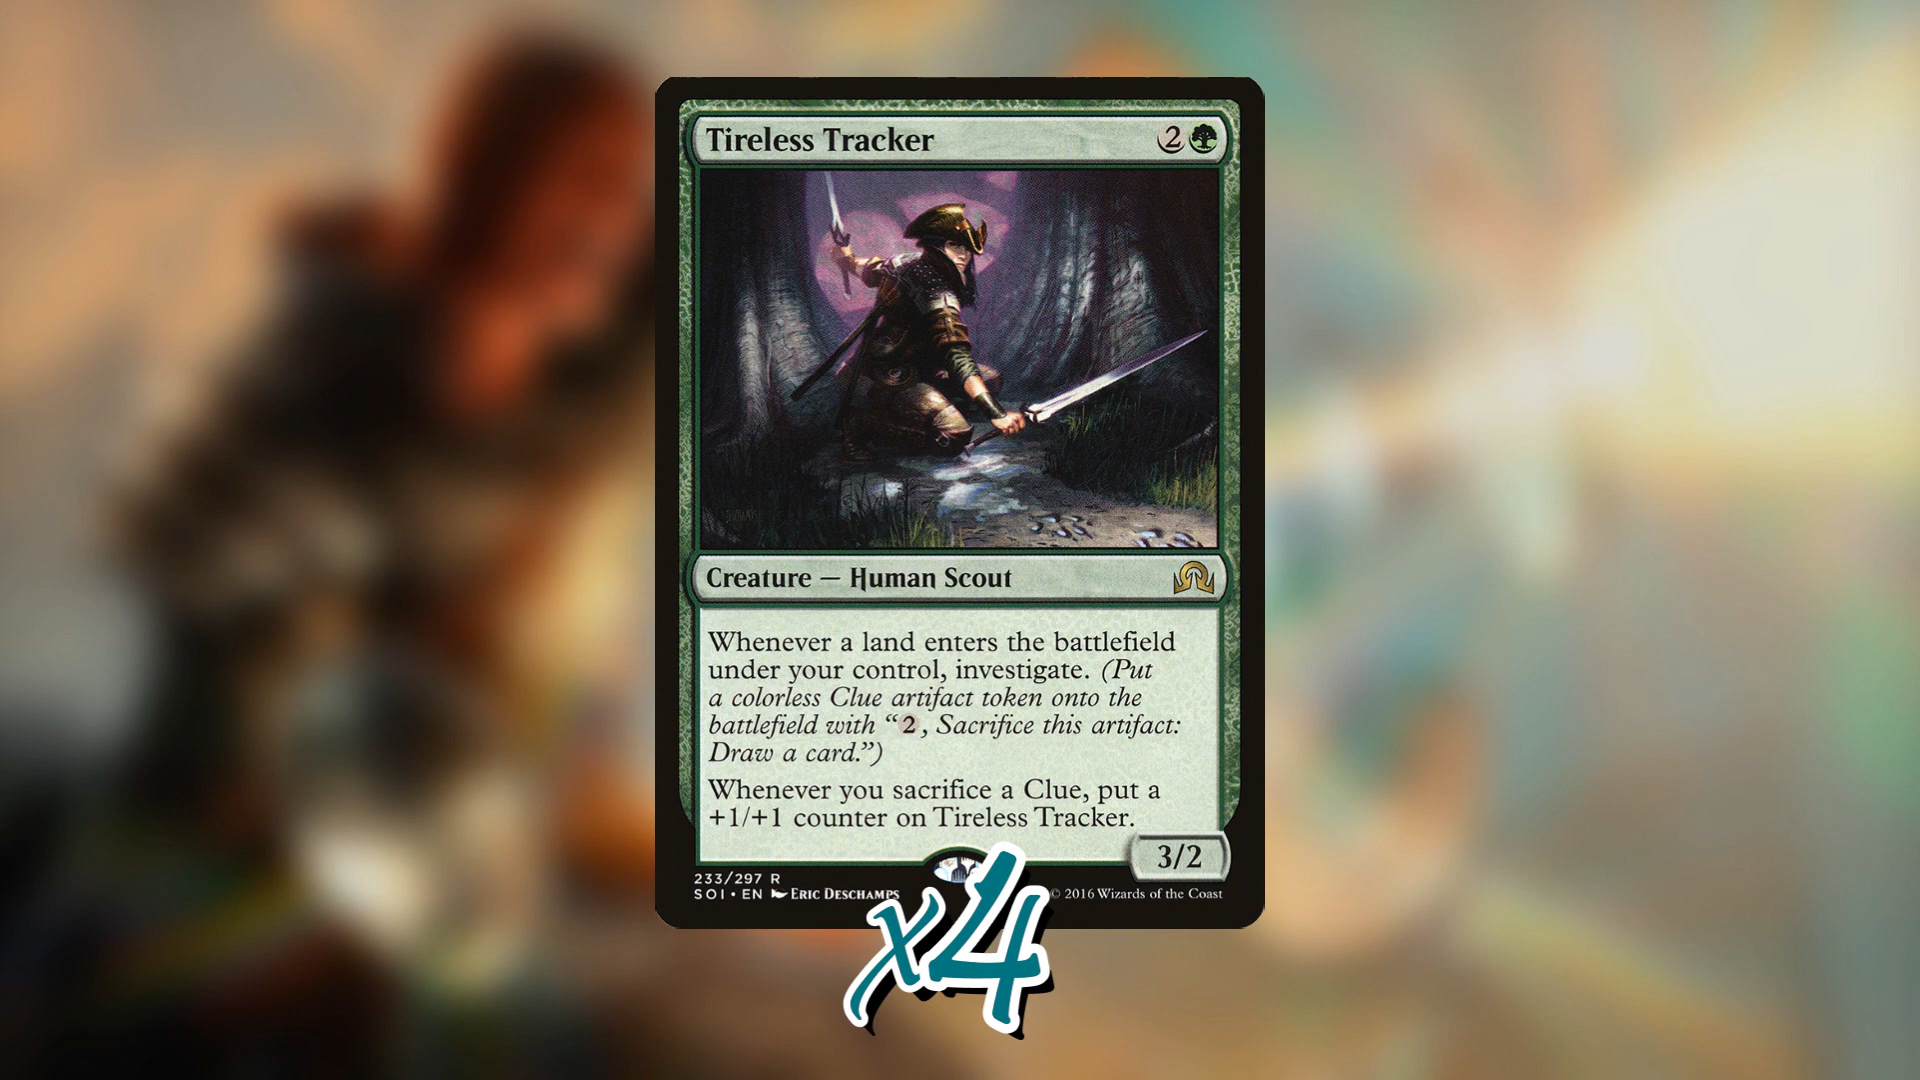 Tireless Tracker 2
Creature — Human Scout
Whenever a land enters the battlefield
under your control, investigate. (Put
a colorless Clue artifact token onto the
battlefield with “2, Sacrifice this artifact:
Draw a card.”)
Whenever you sacrifice a Clue, put a
+1/+1 counter on Tireless Tracker.
3/2
233/297 R
SOI • EN Eric Deschamps
© 2016 Wizards of the Coast
x4